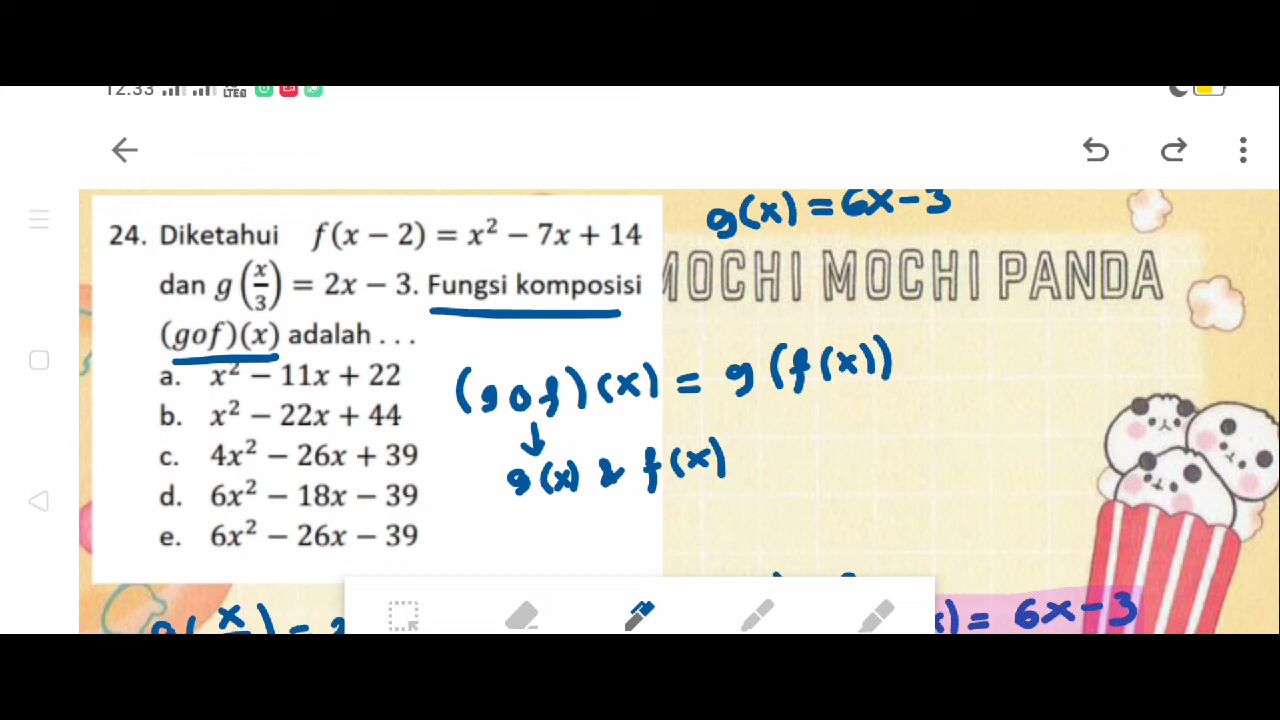 12.33
LTE
g(x) = 6x-3
24. Diketahui f(x − 2) = x² − 7x + 14
dan g(x/3) = 2x − 3. Fungsi komposisi
(gof)(x) adalah . . .
a. x² − 11x + 22
b. x² − 22x + 44
c. 4x² − 26x + 39
d. 6x² − 18x − 39
e. 6x² − 26x − 39
MOCHI MOCHI PANDA
(gof)(x) = g(f(x))
↓
g(x) & f(x)
= 6x-3